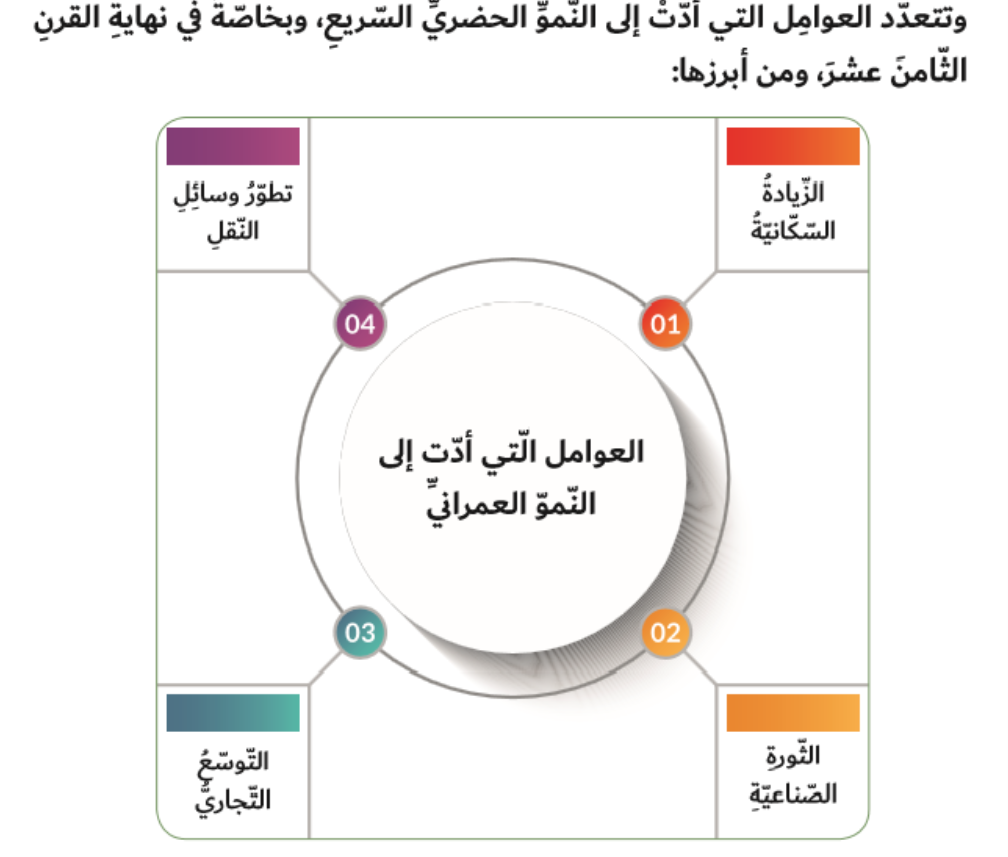 وتتعدّد العوامِل التي أدّتْ إلى النّموِّ الحضريِّ السّريعِ، وبخاصّة في نهايةِ القرنِ
الثّامنَ عشرَ، ومن أبرزها:
الزّيادةُ
السّكّانيّةُ
01
الثّورةِ
الصّناعيّةِ
02
التّوسّعُ
التّجاريُّ
03
تطوّرُ وسائَلِ
النّقلِ
04
العوامل الّتي أدّت إلى
النّموّ العمرانيِّ